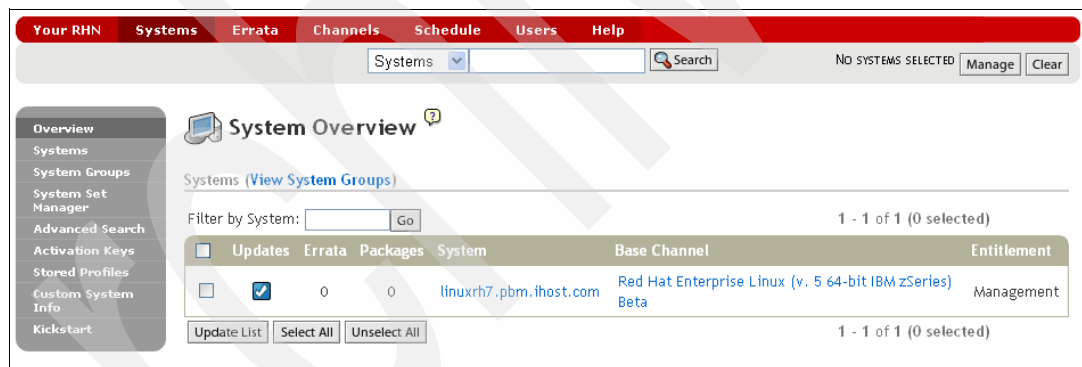 Your RHN Systems Errata Channels Schedule Users Help
Systems Search NO SYSTEMS SELECTED Manage Clear
Overview
Systems
System Groups
System Set
Manager
Advanced Search
Activation Keys
Stored Profiles
Custom System
Info
Kickstart
System Overview ?
Systems (View System Groups)
Filter by System: Go 1 - 1 of 1 (0 selected)
Updates Errata Packages System Base Channel Entitlement
0 0 linuxrh7.pbm.ihost.com Red Hat Enterprise Linux (v. 5 64-bit IBM zSeries) Management
Beta
Update List Select All Unselect All 1 - 1 of 1 (0 selected)